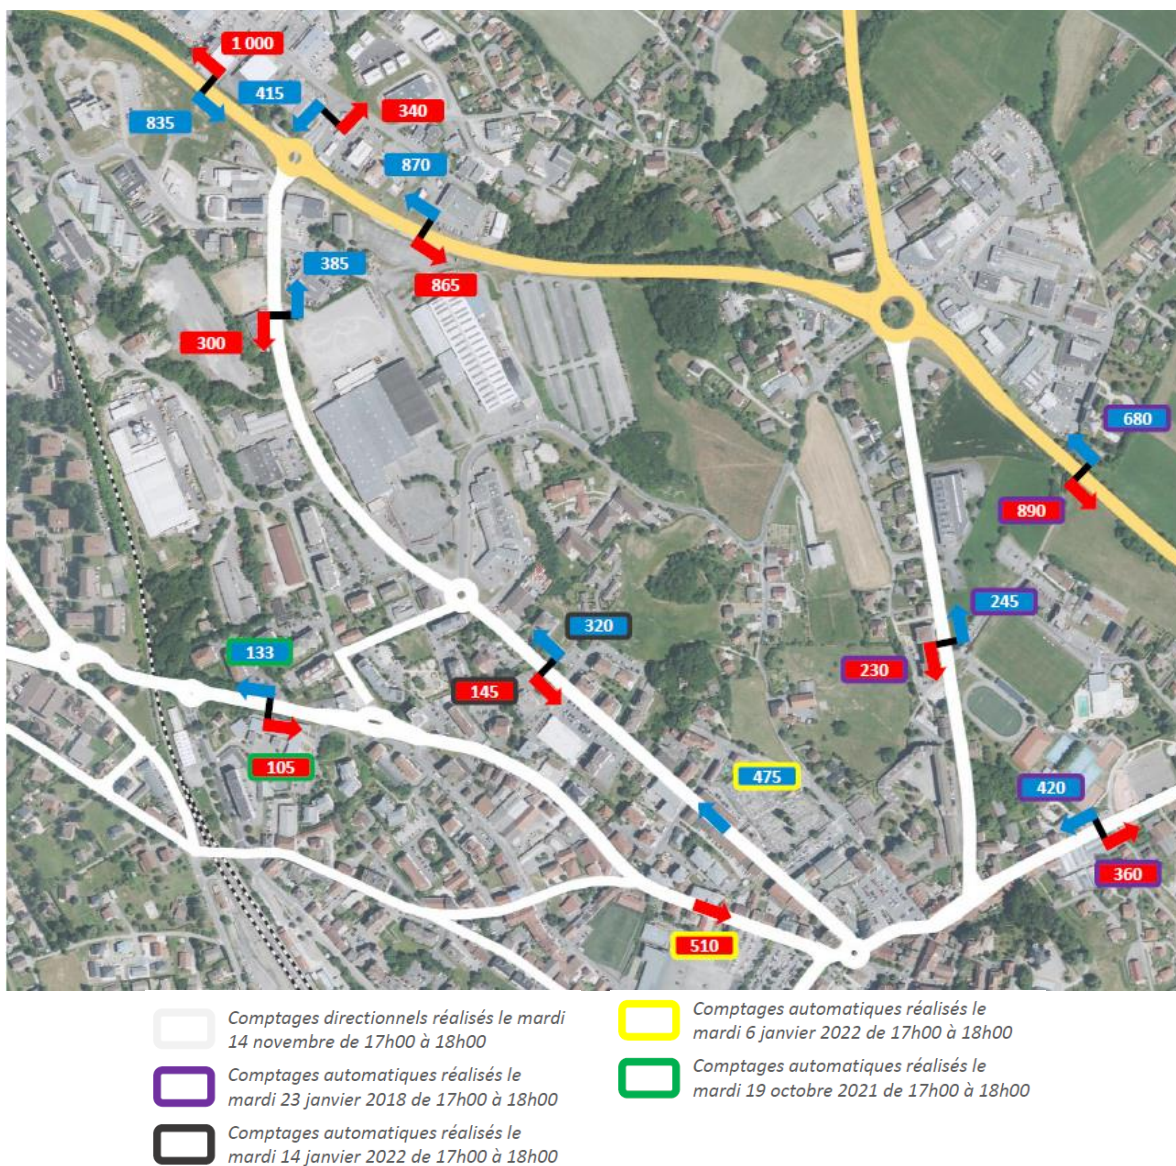 1 000
415
340
835
870
385
865
300
680
890
245
320
133
230
145
105
475
420
360
510
Comptages directionnels réalisés le mardi
14 novembre de 17h00 à 18h00
Comptages automatiques réalisés le
mardi 23 janvier 2018 de 17h00 à 18h00
Comptages automatiques réalisés le
mardi 14 janvier 2022 de 17h00 à 18h00
Comptages automatiques réalisés le
mardi 6 janvier 2022 de 17h00 à 18h00
Comptages automatiques réalisés le
mardi 19 octobre 2021 de 17h00 à 18h00